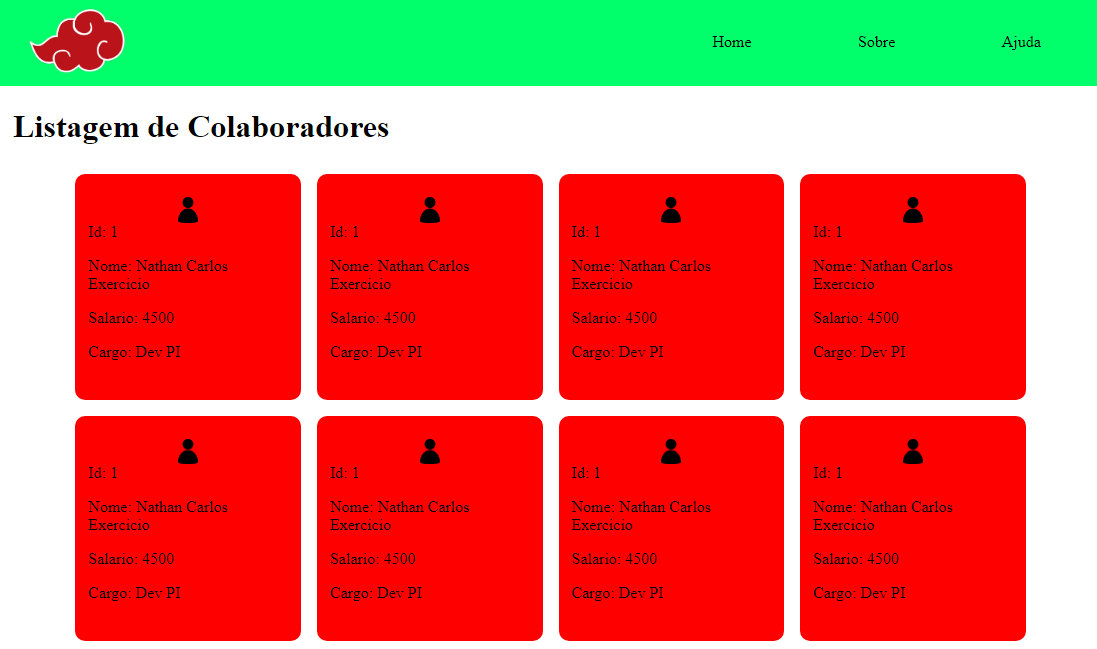 Home Sobre Ajuda
Listagem de Colaboradores
Id: 1
Nome: Nathan Carlos
Exercicio
Salario: 4500
Cargo: Dev PI
Id: 1
Nome: Nathan Carlos
Exercicio
Salario: 4500
Cargo: Dev PI
Id: 1
Nome: Nathan Carlos
Exercicio
Salario: 4500
Cargo: Dev PI
Id: 1
Nome: Nathan Carlos
Exercicio
Salario: 4500
Cargo: Dev PI
Id: 1
Nome: Nathan Carlos
Exercicio
Salario: 4500
Cargo: Dev PI
Id: 1
Nome: Nathan Carlos
Exercicio
Salario: 4500
Cargo: Dev PI
Id: 1
Nome: Nathan Carlos
Exercicio
Salario: 4500
Cargo: Dev PI
Id: 1
Nome: Nathan Carlos
Exercicio
Salario: 4500
Cargo: Dev PI